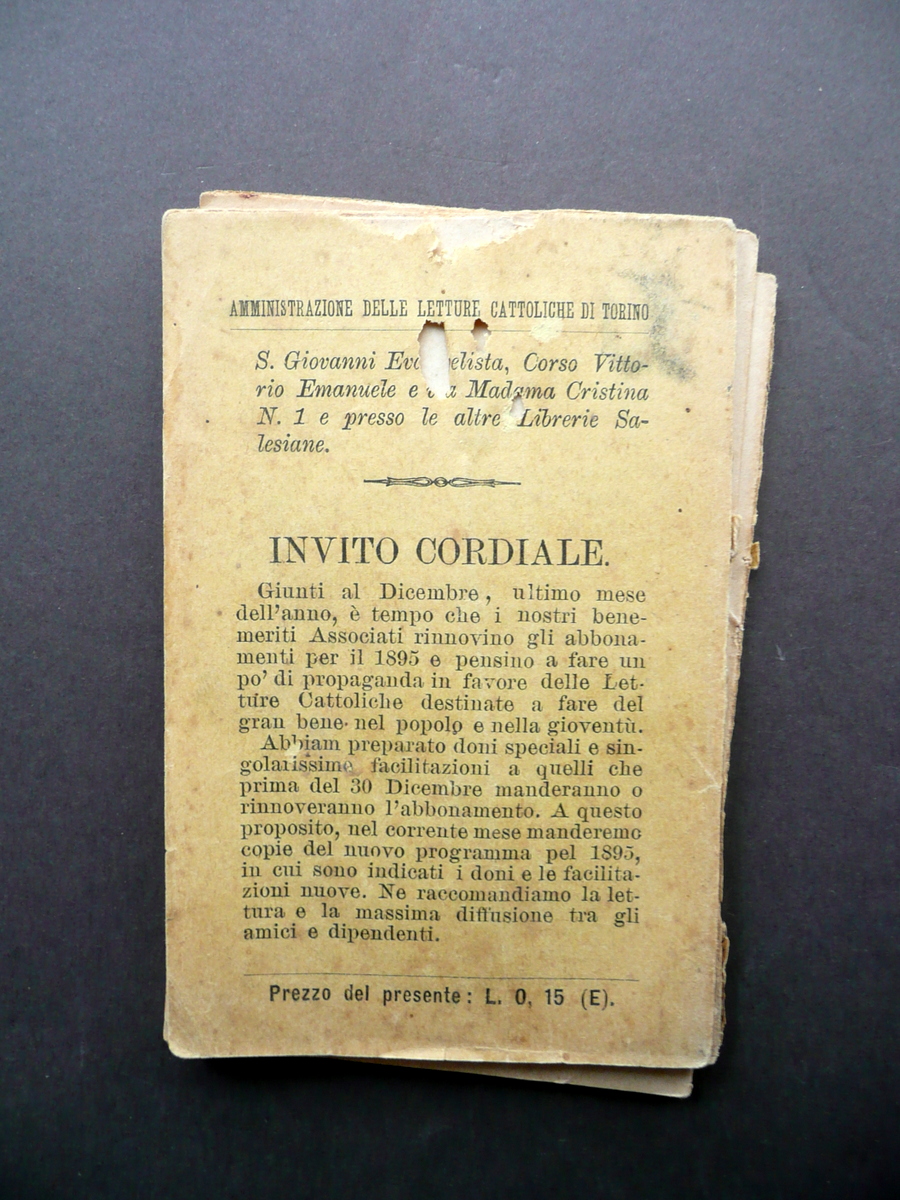 AMMINISTRAZIONE DELLE LETTURE CATTOLICHE DI TORINO
S. Giovanni Evangelista, Corso Vitto-
rio Emanuele e Madama Cristina
N. 1 e presso le altre Librerie Sa-
lesiane.
INVITO CORDIALE.
Giunti al Dicembre, ultimo mese
dell'anno, è tempo che i nostri bene-
meriti Associati rinnovino gli abbona-
menti per il 1895 e pensino a fare un
po' di propaganda in favore delle Let-
ture Cattoliche destinate a fare del
gran bene nel popolo e nella gioventù.
Abbiam preparato doni speciali e sin-
golarissime facilitazioni a quelli che
prima del 30 Dicembre manderanno o
rinnoveranno l'abbonamento. A questo
proposito, nel corrente mese manderemo
copie del nuovo programma pel 1895,
in cui sono indicati i doni e le facilita-
zioni nuove. Ne raccomandiamo la let-
tura e la massima diffusione tra gli
amici e dipendenti.
Prezzo del presente: L. 0, 15 (E).